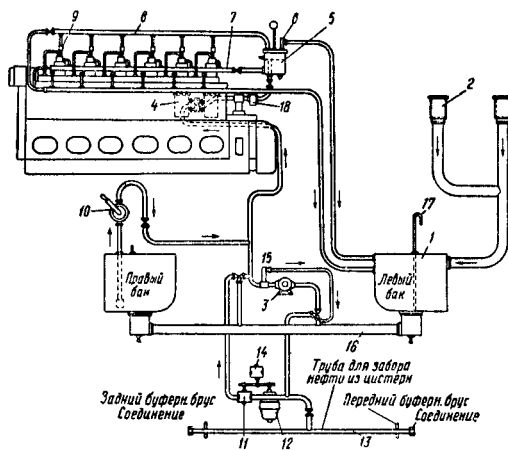 9
6
7
6
5
2
4
18
10
17
1
15
3
Правый
бак
Левый
бак
16
14
Труба для забора
нефти из цистерн
Задний буферн. брус
Соединение
Передний буферн. брус
Соединение
11
12
13